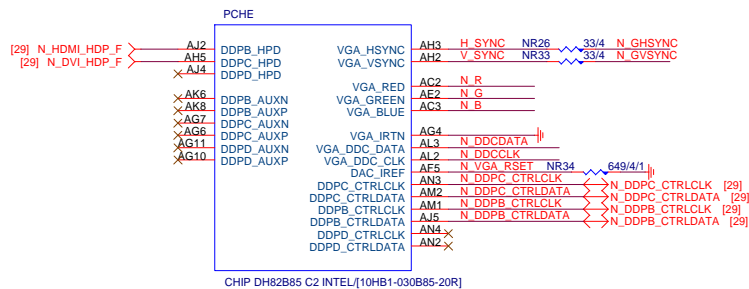 PCHE
[29] N_HDMI_HDP_F AJ2 DDPB_HPD VGA_HSYNC AH3 H_SYNC NR26 33/4 N_GHSYNC
[29] N_DVI_HDP_F AH5 DDPC_HPD VGA_VSYNC AH2 V_SYNC NR33 33/4 N_GVSYNC
AJ4 DDPD_HPD
VGA_RED AC2 N_R
AK6 DDPB_AUXN VGA_GREEN AE2 N_G
AK8 DDPB_AUXP VGA_BLUE AC3 N_B
AG7 DDPC_AUXN
AG6 DDPC_AUXP VGA_IRTN AG4
AG11 DDPD_AUXN VGA_DDC_DATA AL3 N_DDCDATA
AG10 DDPD_AUXP VGA_DDC_CLK AL2 N_DDCCLK
DAC_IREF AF5 N_VGA_RSET NR34 649/4/1
DDPC_CTRLCLK AN3 N_DDPC_CTRLCLK N_DDPC_CTRLCLK [29]
DDPC_CTRLDATA AM2 N_DDPC_CTRLDATA N_DDPC_CTRLDATA [29]
DDPB_CTRLCLK AM1 N_DDPB_CTRLCLK N_DDPB_CTRLCLK [29]
DDPB_CTRLDATA AJ5 N_DDPB_CTRLDATA N_DDPB_CTRLDATA [29]
DDPD_CTRLCLK AN4
DDPD_CTRLDATA AN2
CHIP DH82B85 C2 INTEL/[10HB1-030B85-20R]